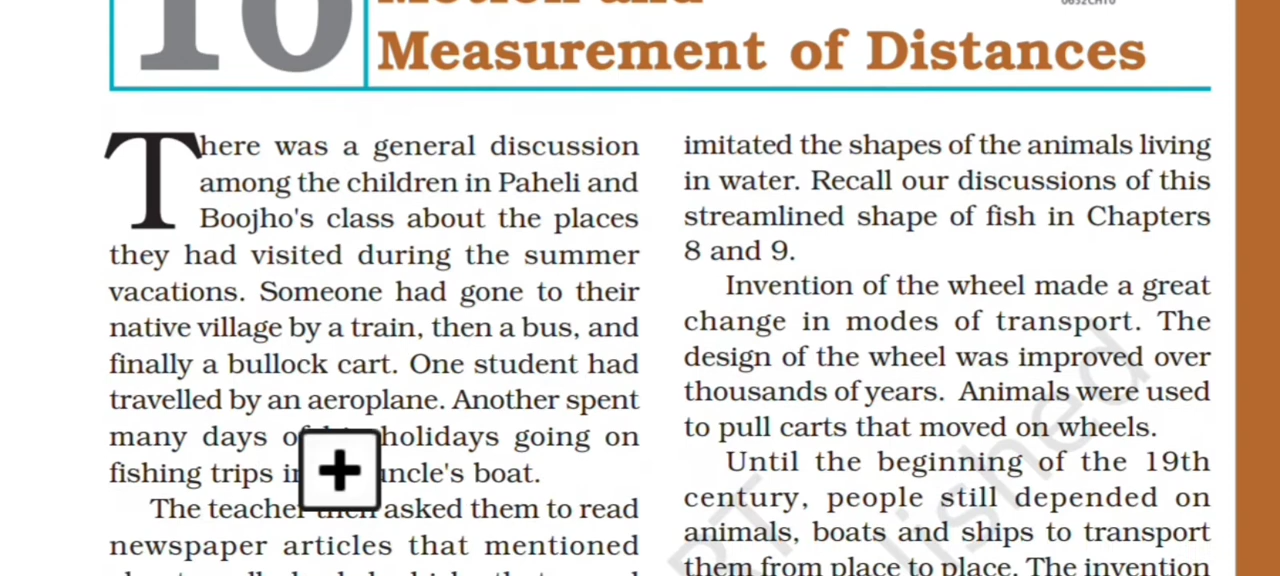 10
Motion and
Measurement of Distances
There was a general discussion
among the children in Paheli and
Boojho's class about the places
they had visited during the summer
vacations. Someone had gone to their
native village by a train, then a bus, and
finally a bullock cart. One student had
travelled by an aeroplane. Another spent
many days of holidays going on
fishing trips in uncle's boat.
The teacher then asked them to read
newspaper articles that mentioned
imitated the shapes of the animals living
in water. Recall our discussions of this
streamlined shape of fish in Chapters
8 and 9.
Invention of the wheel made a great
change in modes of transport. The
design of the wheel was improved over
thousands of years. Animals were used
to pull carts that moved on wheels.
Until the beginning of the 19th
century, people still depended on
animals, boats and ships to transport
them from place to place. The invention